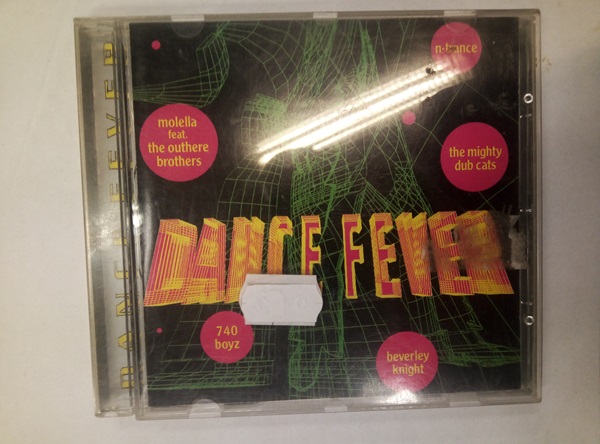 DANCE FEVER
n-trance
molella
feat.
the outhere
brothers
the mighty
dub cats
DANCE FEVER
740
boyz
beverley
knight